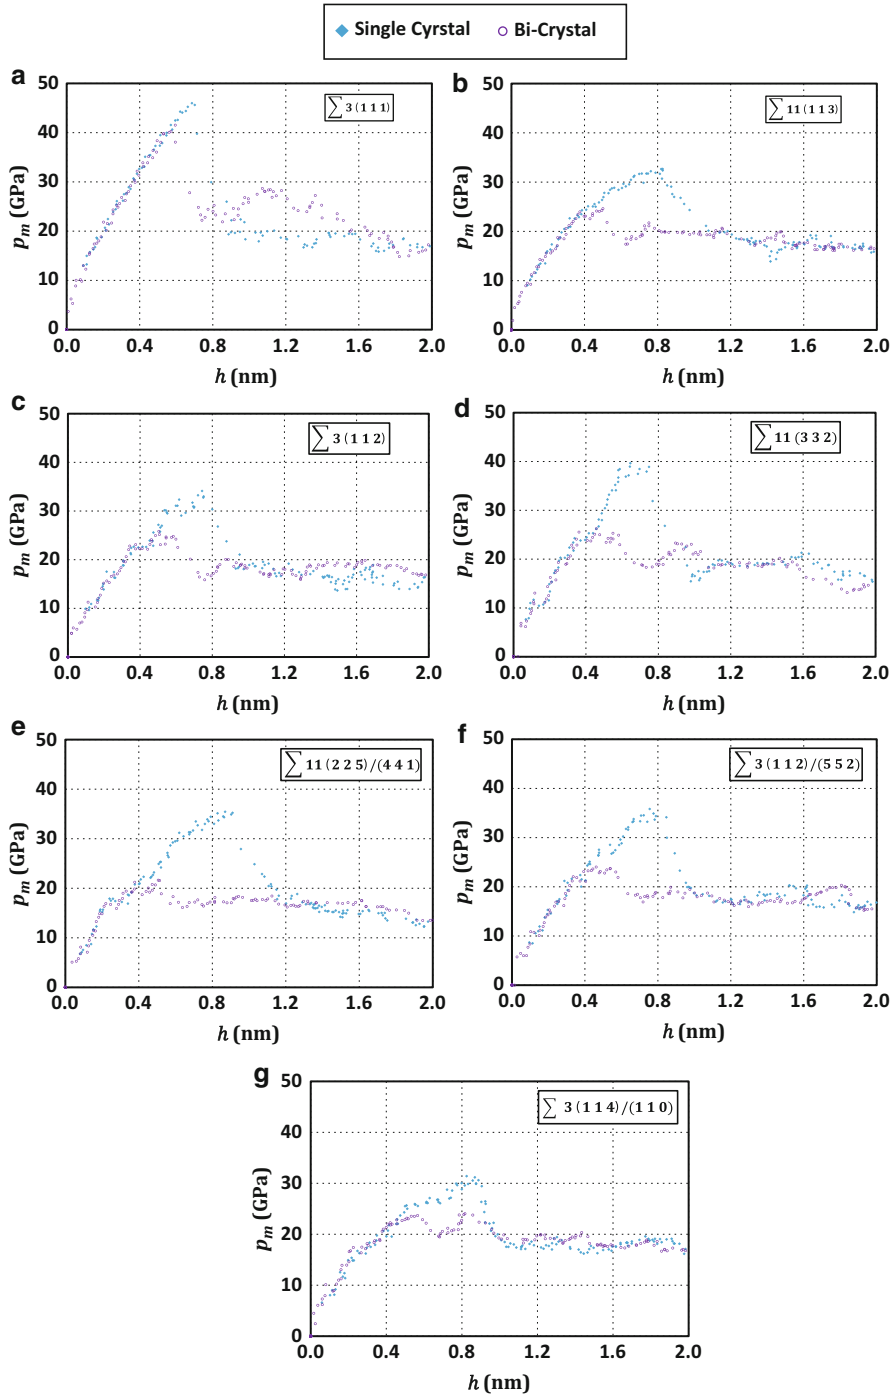 Single Cyrstal Bi-Crystal
a
∑ 3 (1 1 1)
50
40
30
20
10
0
p_m (GPa)
0.0 0.4 0.8 1.2 1.6 2.0
h (nm)
b
∑ 11 (1 1 3)
50
40
30
20
10
0
p_m (GPa)
0.0 0.4 0.8 1.2 1.6 2.0
h (nm)
c
∑ 3 (1 1 2)
50
40
30
20
10
0
p_m (GPa)
0.0 0.4 0.8 1.2 1.6 2.0
h (nm)
d
∑ 11 (3 3 2)
50
40
30
20
10
0
p_m (GPa)
0.0 0.4 0.8 1.2 1.6 2.0
h (nm)
e
∑ 11 (2 2 5)/(4 4 1)
50
40
30
20
10
0
p_m (GPa)
0.0 0.4 0.8 1.2 1.6 2.0
h (nm)
f
∑ 3 (1 1 2)/(5 5 2)
50
40
30
20
10
0
p_m (GPa)
0.0 0.4 0.8 1.2 1.6 2.0
h (nm)
g
∑ 3 (1 1 4)/(1 1 0)
50
40
30
20
10
0
p_m (GPa)
0.0 0.4 0.8 1.2 1.6 2.0
h (nm)